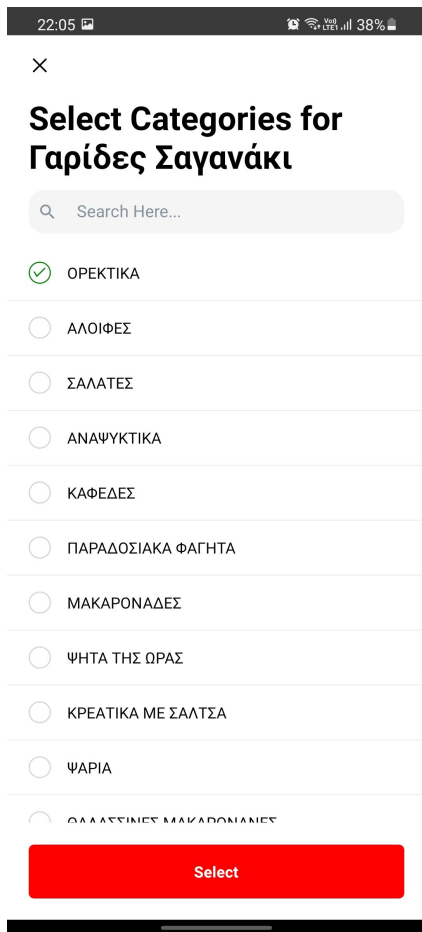 22:05 38%
Select Categories for
Γαρίδες Σαγανάκι
Search Here...
ΟΡΕΚΤΙΚΑ
ΑΛΟΙΦΕΣ
ΣΑΛΑΤΕΣ
ΑΝΑΨΥΚΤΙΚΑ
ΚΑΦΕΔΕΣ
ΠΑΡΑΔΟΣΙΑΚΑ ΦΑΓΗΤΑ
ΜΑΚΑΡΟΝΑΔΕΣ
ΨΗΤΑ ΤΗΣ ΩΡΑΣ
ΚΡΕΑΤΙΚΑ ΜΕ ΣΑΛΤΣΑ
ΨΑΡΙΑ
Select